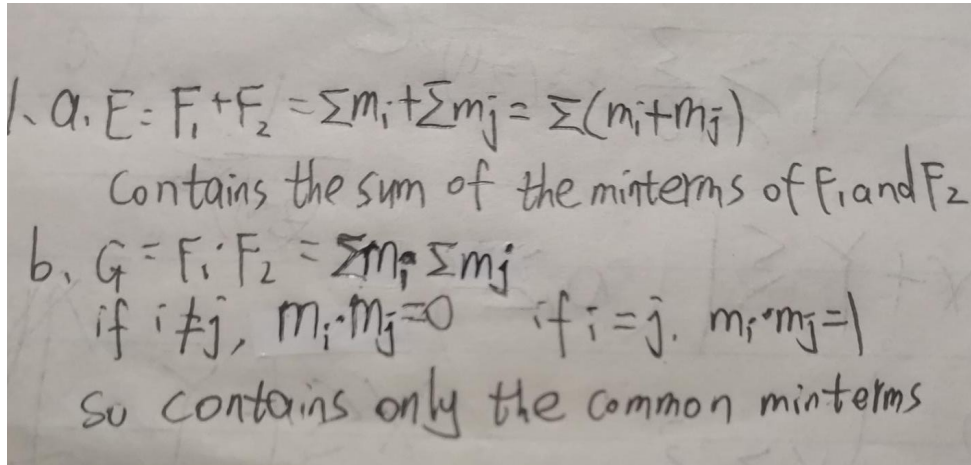 1. a. E = F₁+F₂ = Σmᵢ+Σmⱼ = Σ(mᵢ+mⱼ)
Contains the sum of the minterms of F₁ and F₂
b. G = F₁·F₂ = Σmᵢ Σmⱼ
if i≠j, mᵢ·mⱼ=0 if i=j. mᵢ·mⱼ=1
So contains only the common minterms